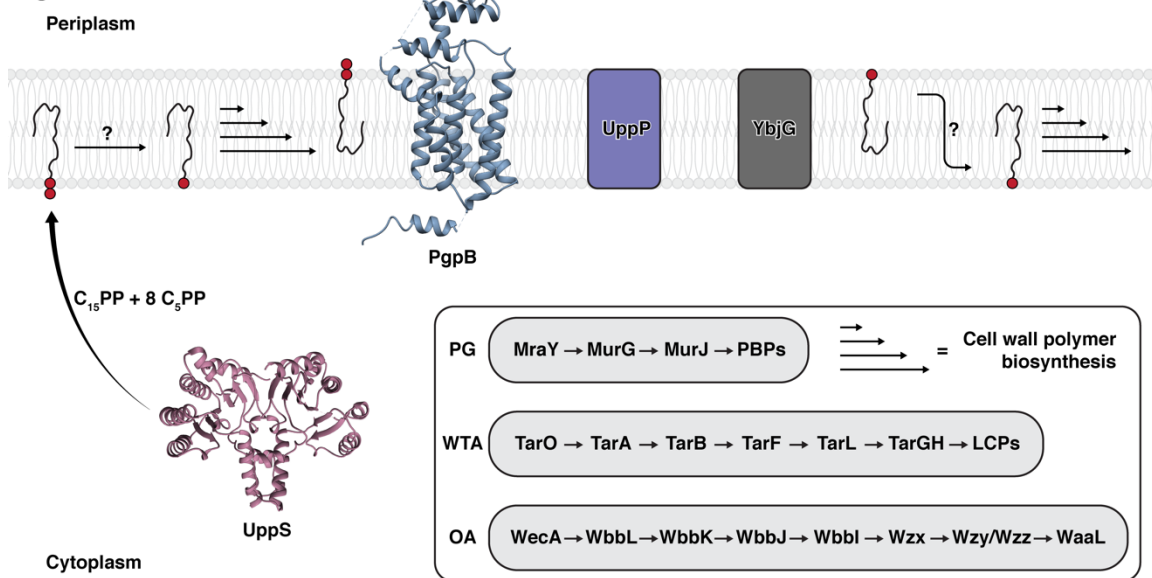 Periplasm
?
UppP
YbjG
?
PgpB
C₁₅PP + 8 C₅PP
UppS
Cytoplasm
PG MraY → MurG → MurJ → PBPs
= Cell wall polymer
biosynthesis
WTA TarO → TarA → TarB → TarF → TarL → TarGH → LCPs
OA WecA → WbbL → WbbK → WbbJ → WbbI → Wzx → Wzy/Wzz → WaaL